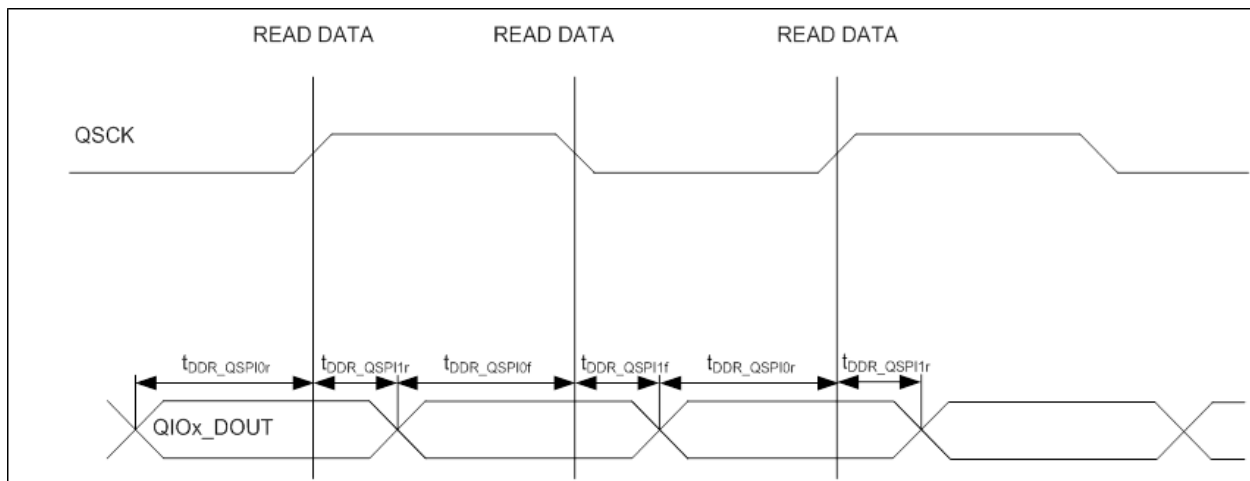 READ DATA READ DATA READ DATA
QSCK
tDDR_QSPI0r tDDR_QSPI1r tDDR_QSPI0f tDDR_QSPI1f tDDR_QSPI0r tDDR_QSPI1r
QIOx_DOUT